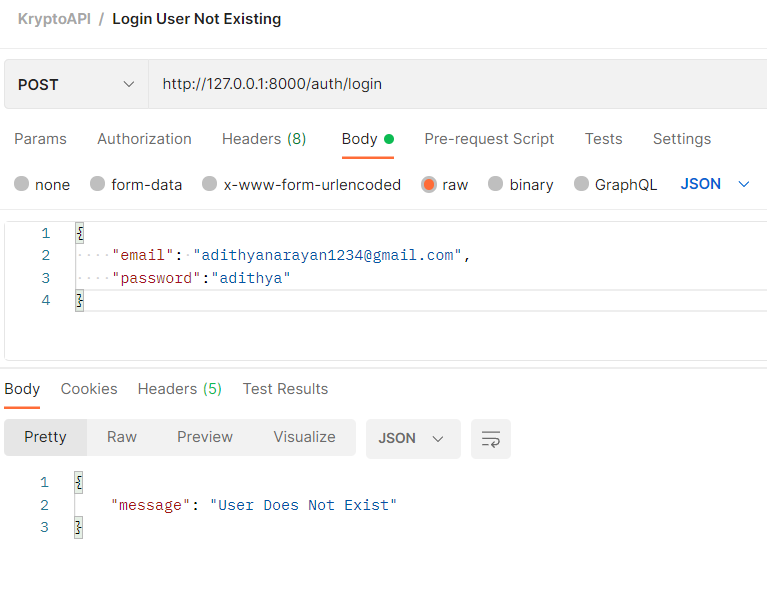 KryptoAPI / Login User Not Existing
POST http://127.0.0.1:8000/auth/login
Params Authorization Headers (8) Body Pre-request Script Tests Settings
none form-data x-www-form-urlencoded raw binary GraphQL JSON
1 {
2 ····"email":·"adithyanarayan1234@gmail.com",
3 ····"password":"adithya"
4 }
Body Cookies Headers (5) Test Results
Pretty Raw Preview Visualize JSON
1 {
2 "message": "User Does Not Exist"
3 }